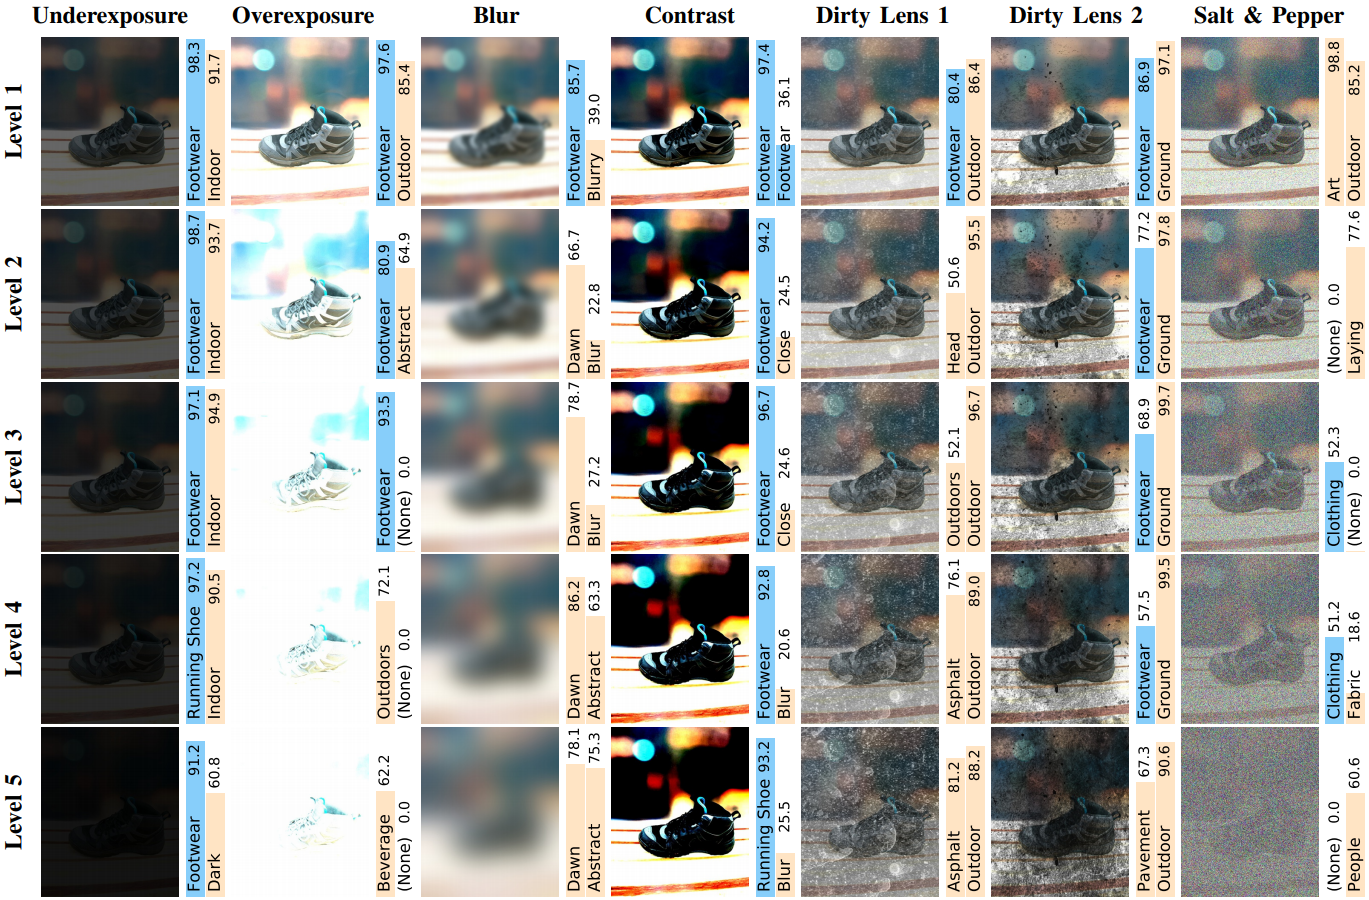 Underexposure Overexposure Blur Contrast Dirty Lens 1 Dirty Lens 2 Salt & Pepper
Level 1
Footwear 98.3
Indoor 91.7
Footwear 97.6
Outdoor 85.4
Footwear 85.7
Blurry 39.0
Footwear 97.4
Footwear 36.1
Footwear 80.4
Outdoor 86.4
Footwear 86.9
Ground 97.1
Art 98.8
Outdoor 85.2
Level 2
Footwear 98.7
Indoor 93.7
Footwear 80.9
Abstract 64.9
Dawn 66.7
Blur 22.8
Footwear 94.2
Close 24.5
Head 50.6
Outdoor 95.5
Footwear 77.2
Ground 97.8
(None) 0.0
Laying 77.6
Level 3
Footwear 97.1
Indoor 94.9
Footwear 93.5
(None) 0.0
Dawn 78.7
Blur 27.2
Footwear 96.7
Close 24.6
Outdoors 52.1
Outdoor 96.7
Footwear 68.9
Ground 99.7
Clothing 52.3
(None) 0.0
Level 4
Running Shoe 97.2
Indoor 90.5
Outdoors 72.1
(None) 0.0
Dawn 86.2
Abstract 63.3
Footwear 92.8
Blur 20.6
Asphalt 76.1
Outdoor 89.0
Footwear 57.5
Ground 99.5
Clothing 51.2
Fabric 18.6
Level 5
Footwear 91.2
Dark 60.8
Beverage 62.2
(None) 0.0
Dawn 78.1
Abstract 75.3
Running Shoe 93.2
Blur 25.5
Asphalt 81.2
Outdoor 88.2
Pavement 67.3
Outdoor 90.6
(None) 0.0
People 60.6